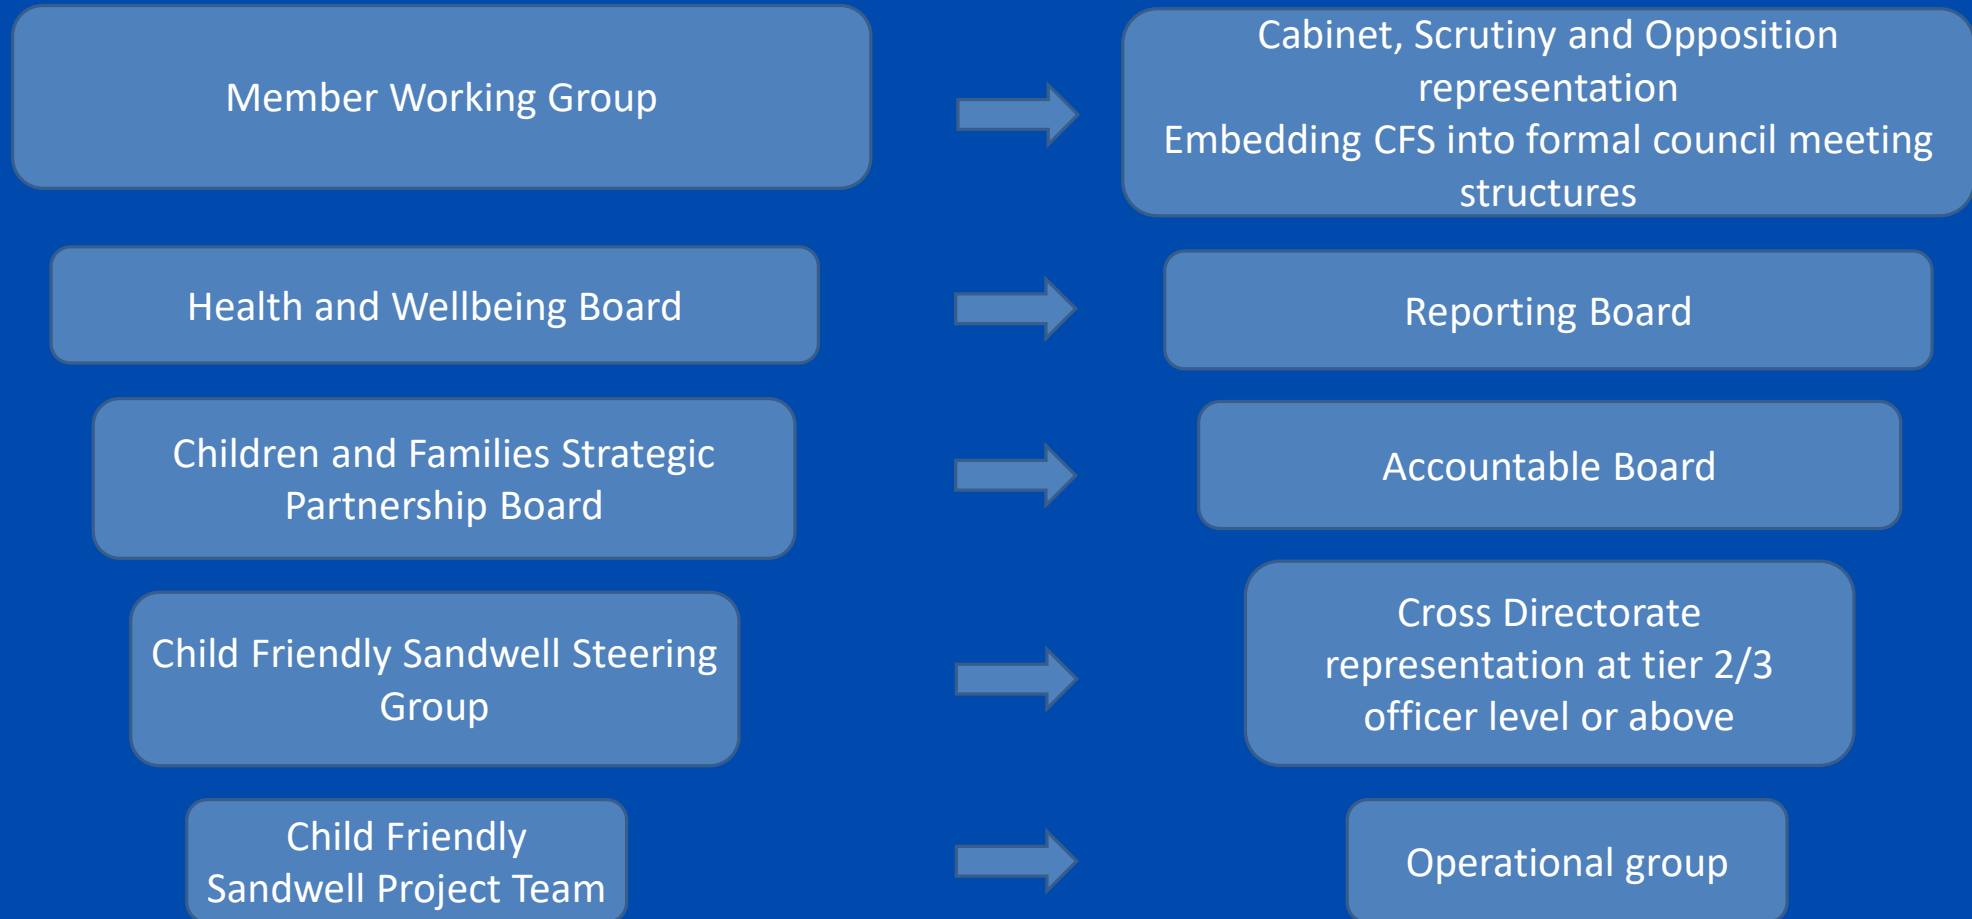 Member Working Group
Cabinet, Scrutiny and Opposition
representation
Embedding CFS into formal council meeting
structures
Health and Wellbeing Board
Reporting Board
Children and Families Strategic
Partnership Board
Accountable Board
Child Friendly Sandwell Steering
Group
Cross Directorate
representation at tier 2/3
officer level or above
Child Friendly
Sandwell Project Team
Operational group